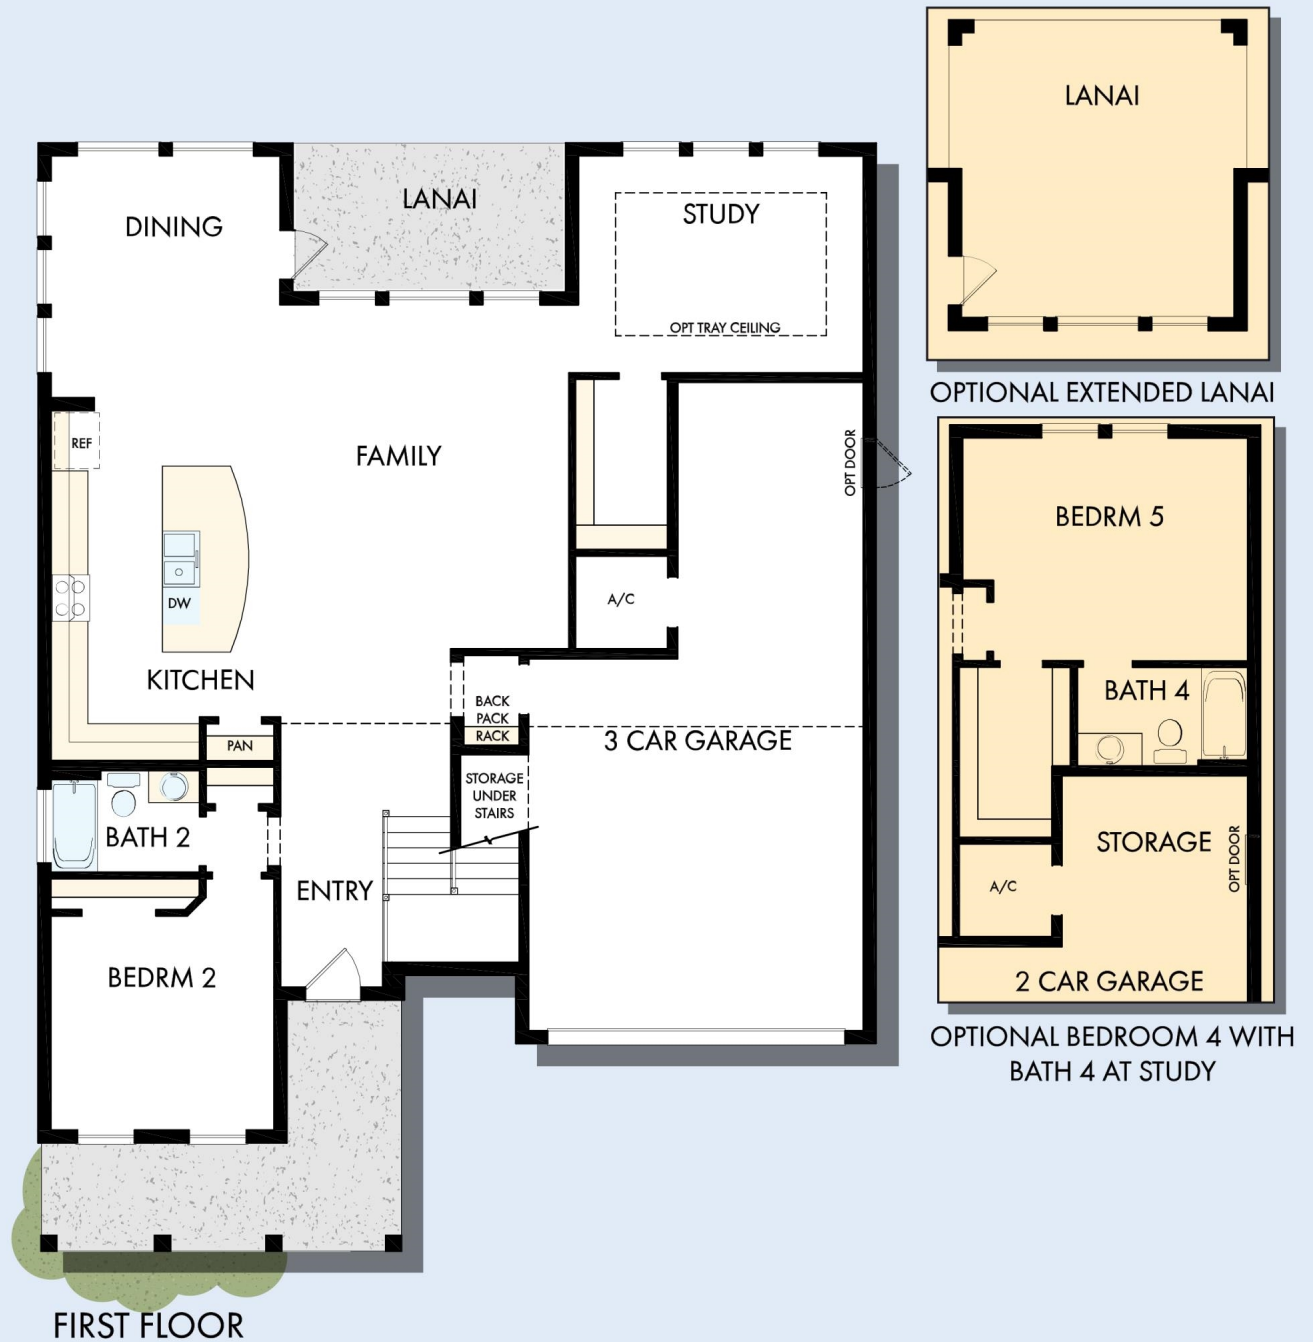 LANAI
DINING
LANAI
STUDY
OPT TRAY CEILING
OPTIONAL EXTENDED LANAI
REF
FAMILY
OPT DOOR
BEDRM 5
DW
A/C
KITCHEN
BACK
PACK
RACK
PAN
3 CAR GARAGE
BATH 4
STORAGE
UNDER
STAIRS
BATH 2
STORAGE
OPT DOOR
ENTRY
A/C
BEDRM 2
2 CAR GARAGE
OPTIONAL BEDROOM 4 WITH
BATH 4 AT STUDY
FIRST FLOOR